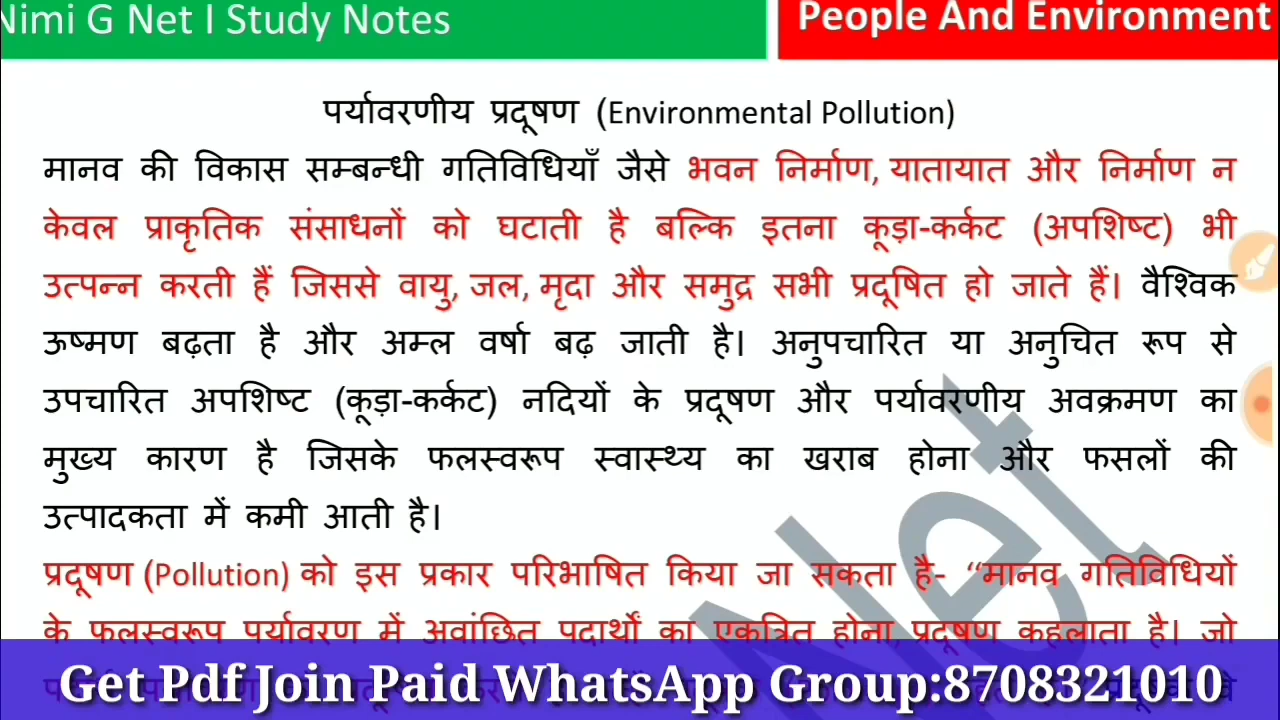 Nimi G Net I Study Notes
People And Environment
पर्यावरणीय प्रदूषण (Environmental Pollution)
मानव की विकास सम्बन्धी गतिविधियाँ जैसे भवन निर्माण, यातायात और निर्माण न
केवल प्राकृतिक संसाधनों को घटाती है बल्कि इतना कूड़ा-कर्कट (अपशिष्ट) भी
उत्पन्न करती हैं जिससे वायु, जल, मृदा और समुद्र सभी प्रदूषित हो जाते हैं। वैश्विक
ऊष्मण बढ़ता है और अम्ल वर्षा बढ़ जाती है। अनुपचारित या अनुचित रूप से
उपचारित अपशिष्ट (कूड़ा-कर्कट) नदियों के प्रदूषण और पर्यावरणीय अवक्रमण का
मुख्य कारण है जिसके फलस्वरूप स्वास्थ्य का खराब होना और फसलों की
उत्पादकता में कमी आती है।
प्रदूषण (Pollution) को इस प्रकार परिभाषित किया जा सकता है- “मानव गतिविधियों
के फलस्वरूप पर्यावरण में अवांछित पदार्थों का एकत्रित होना, प्रदूषण कहलाता है। जो
Get Pdf Join Paid WhatsApp Group:8708321010
Net